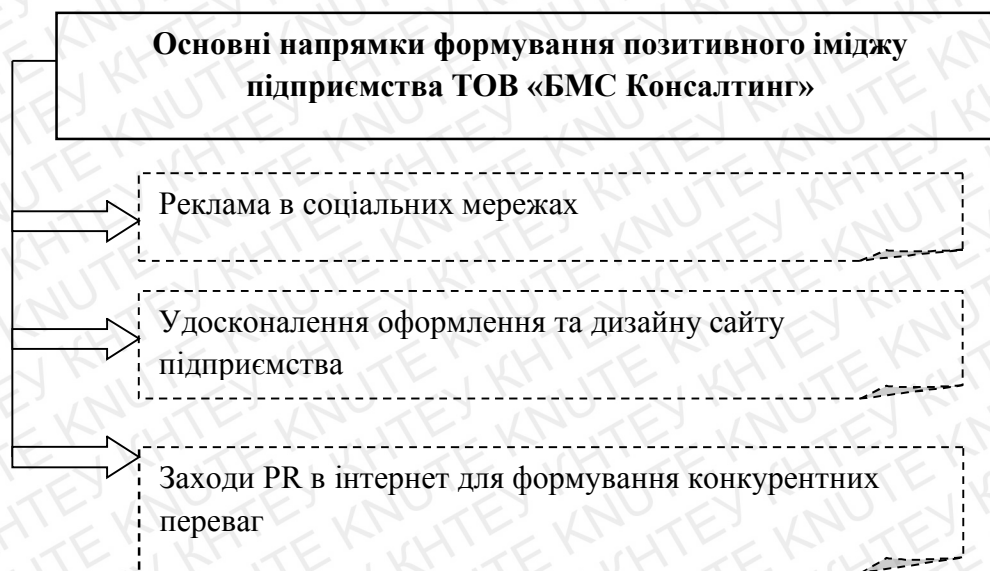 Основні напрямки формування позитивного іміджу
підприємства ТОВ «БМС Консалтинг»
Реклама в соціальних мережах
Удосконалення оформлення та дизайну сайту
підприємства
Заходи PR в інтернет для формування конкурентних
переваг